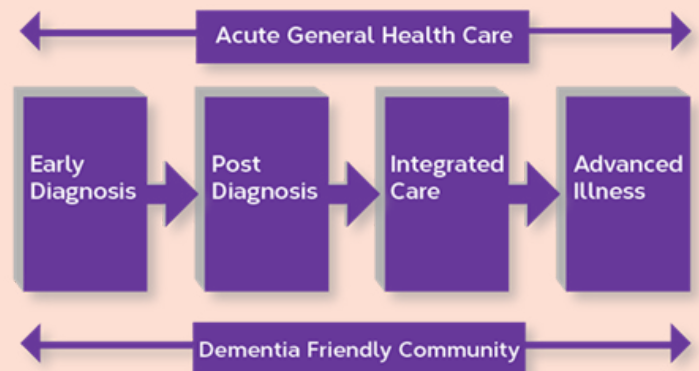 Acute General Health Care
Early
Diagnosis
Post
Diagnosis
Integrated
Care
Advanced
Illness
Dementia Friendly Community